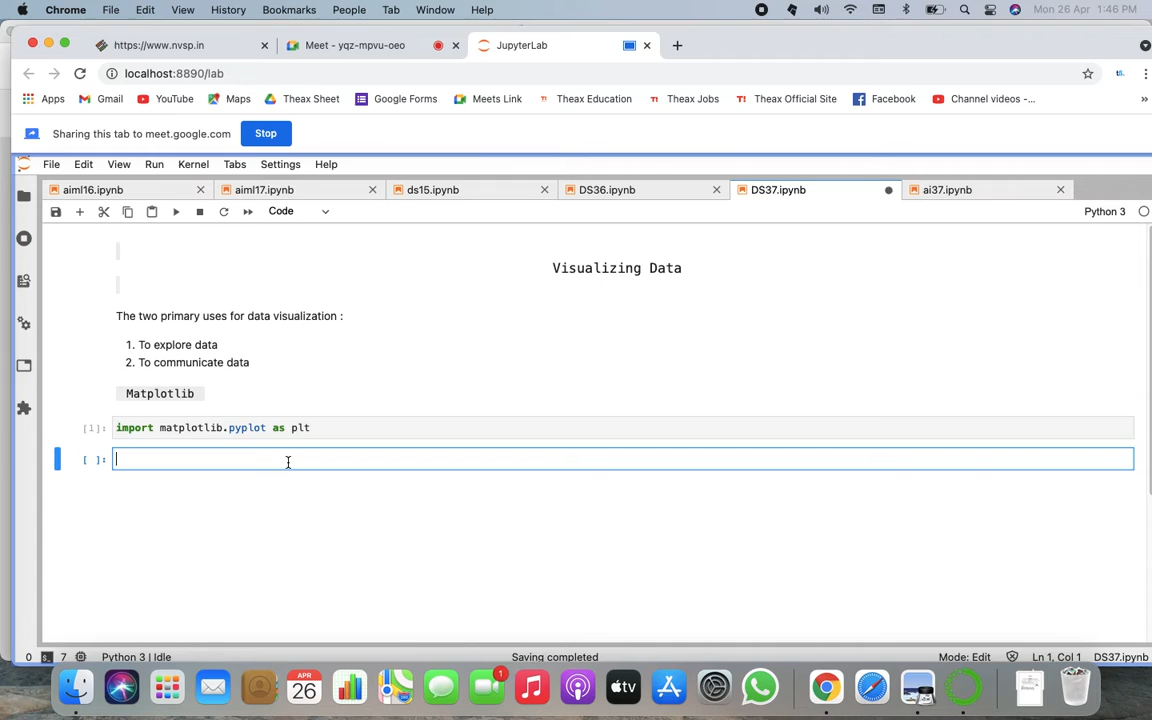 Chrome File Edit View History Bookmarks People Tab Window Help Mon 26 Apr 1:46 PM
https://www.nvsp.in Meet - yqz-mpvu-oeo JupyterLab
localhost:8890/lab
Apps Gmail YouTube Maps Theax Sheet Google Forms Meets Link Theax Education Theax Jobs Theax Official Site Facebook Channel videos -... »
Sharing this tab to meet.google.com Stop
File Edit View Run Kernel Tabs Settings Help
aiml16.ipynb aiml17.ipynb ds15.ipynb DS36.ipynb DS37.ipynb ai37.ipynb
Code Python 3
Visualizing Data
The two primary uses for data visualization :
1. To explore data
2. To communicate data
Matplotlib
[1]: import matplotlib.pyplot as plt
[ ]:
0 7 Python 3 | Idle Saving completed Mode: Edit Ln 1, Col 1 DS37.ipynb
APR
26
1
tv